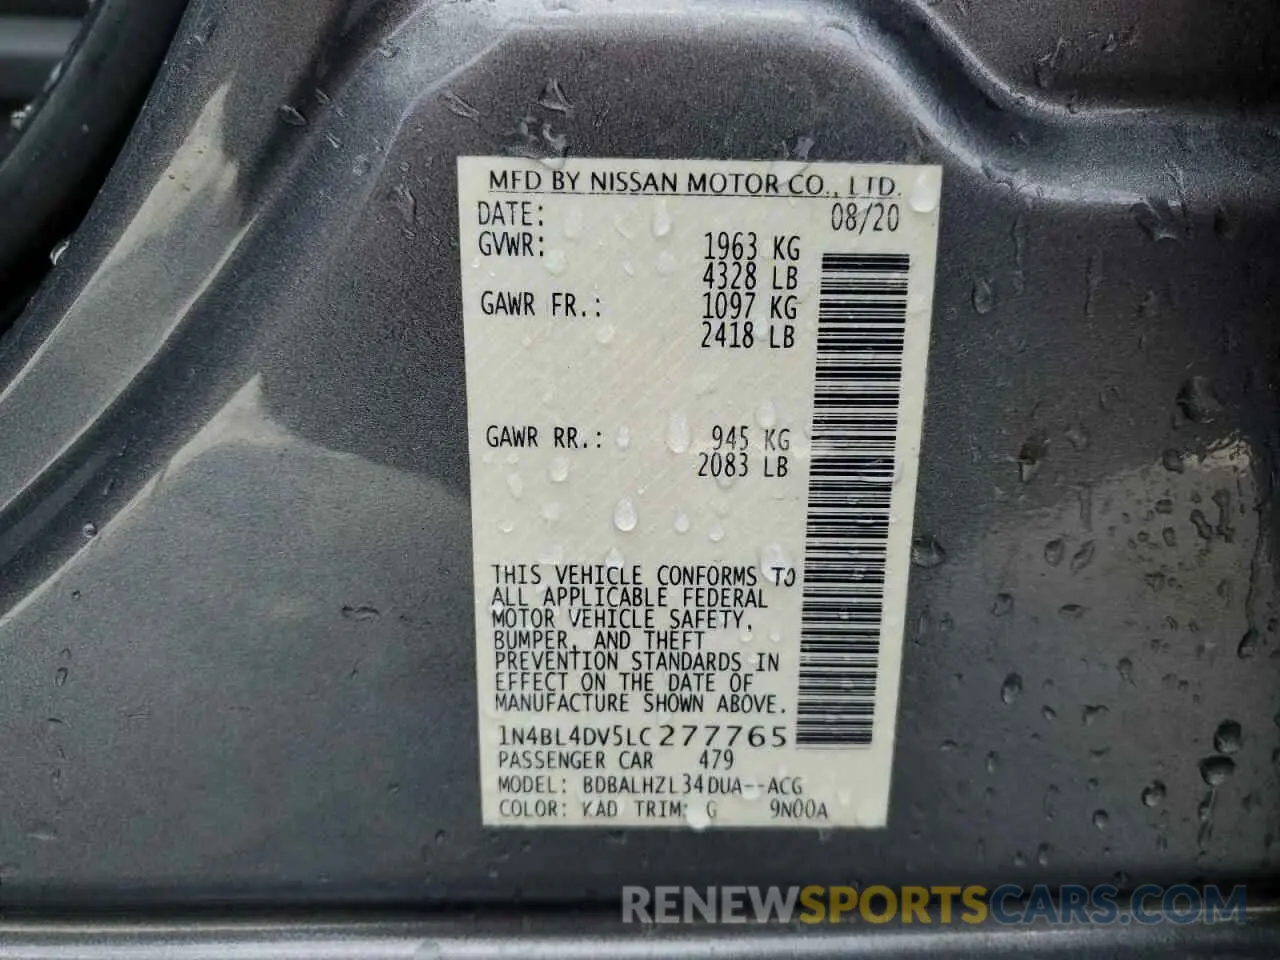 MFD BY NISSAN MOTOR CO., LTD.
DATE: 08/20
GVWR: 1963 KG
4328 LB
GAWR FR.: 1097 KG
2418 LB
GAWR RR.: 945 KG
2083 LB
THIS VEHICLE CONFORMS TO
ALL APPLICABLE FEDERAL
MOTOR VEHICLE SAFETY,
BUMPER, AND THEFT
PREVENTION STANDARDS IN
EFFECT ON THE DATE OF
MANUFACTURE SHOWN ABOVE.
1N4BL4DV5LC277765
PASSENGER CAR 479
MODEL: BDBALHZL34DUA--ACG
COLOR: KAD TRIM: G 9N00A
RENEWSPORTSCARS.COM